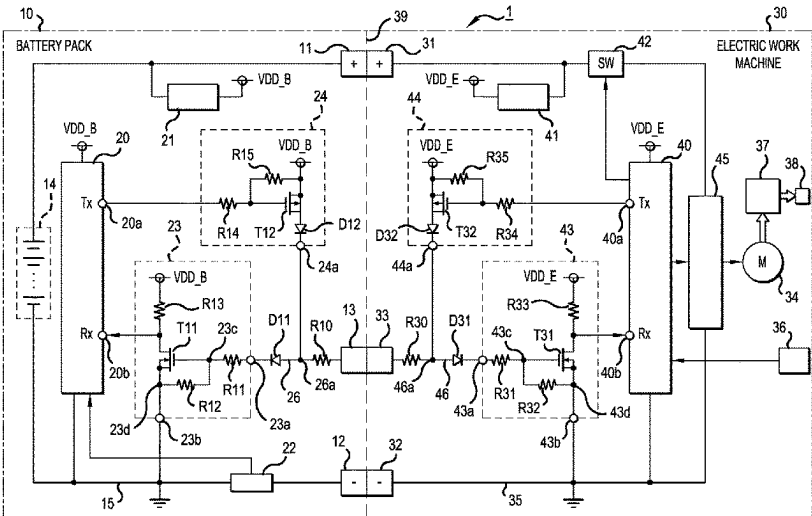 10 39 1 30
BATTERY PACK 11 31 42 ELECTRIC WORK
MACHINE
+ + SW
VDD_B VDD_E
21 24 44 41
VDD_B 20 VDD_B VDD_E VDD_E 40 45 37 38
R15 R35
14 Tx Tx
20a R14 T12 D12 D32 T32 R34 40a
23 24a 44a 43
VDD_B VDD_E M
R13 R33 34
T11 23c D11 R10 13 33 R30 D31 43c T31
Rx Rx 36
20b R11 26 26a 46a 46 43a R31 40b
R12 23a R32 43d
23d 23b 43b
22 12 32
- -
15 35